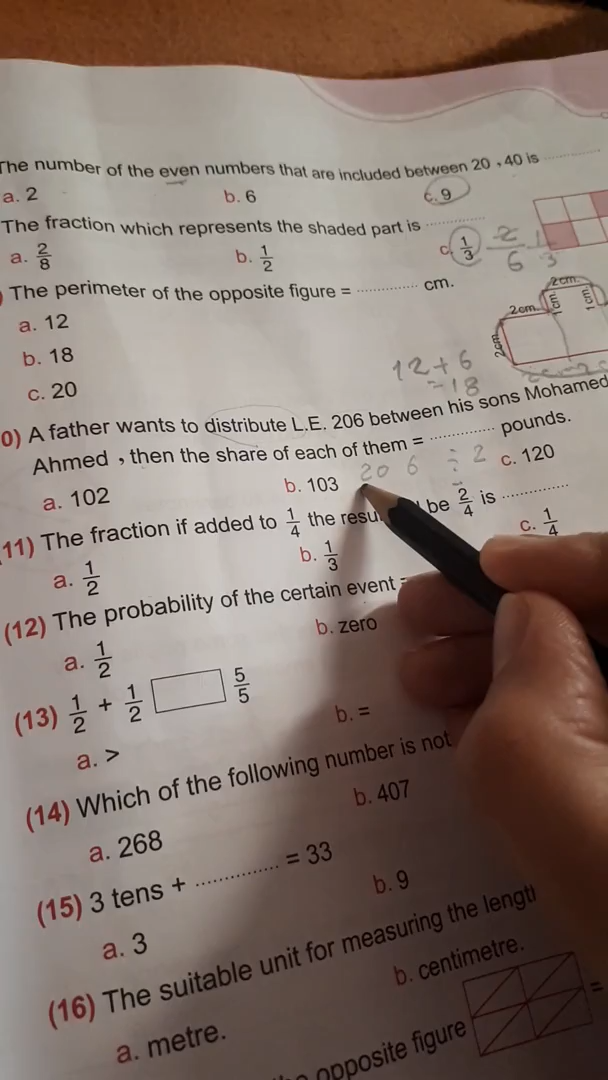 The number of the even numbers that are included between 20 , 40 is ..............
a. 2 b. 6 c. 9
The fraction which represents the shaded part is ..............
a. 2/8 b. 1/2 c. 1/3 2/6 1/3
The perimeter of the opposite figure = .............. cm.
a. 12
2cm. 2cm. 1cm 1cm 2cm
b. 18
12 + 6
= 18
c. 20
0) A father wants to distribute L.E. 206 between his sons Mohamed
Ahmed , then the share of each of them = .............. pounds.
a. 102 b. 103 206 ÷ 2 c. 120
11) The fraction if added to 1/4 the be 2/4 is ..............
a. 1/2 b. 1/3 c. 1/4
(12) The probability of the certain event =
a. 1/2 b. zero
(13) 1/2 + 1/2 5/5
a. > b. =
(14) Which of the following number is not
a. 268 b. 407
(15) 3 tens + .............. = 33
a. 3 b. 9
(16) The suitable unit for measuring the length
a. metre. b. centimetre.
opposite figure =